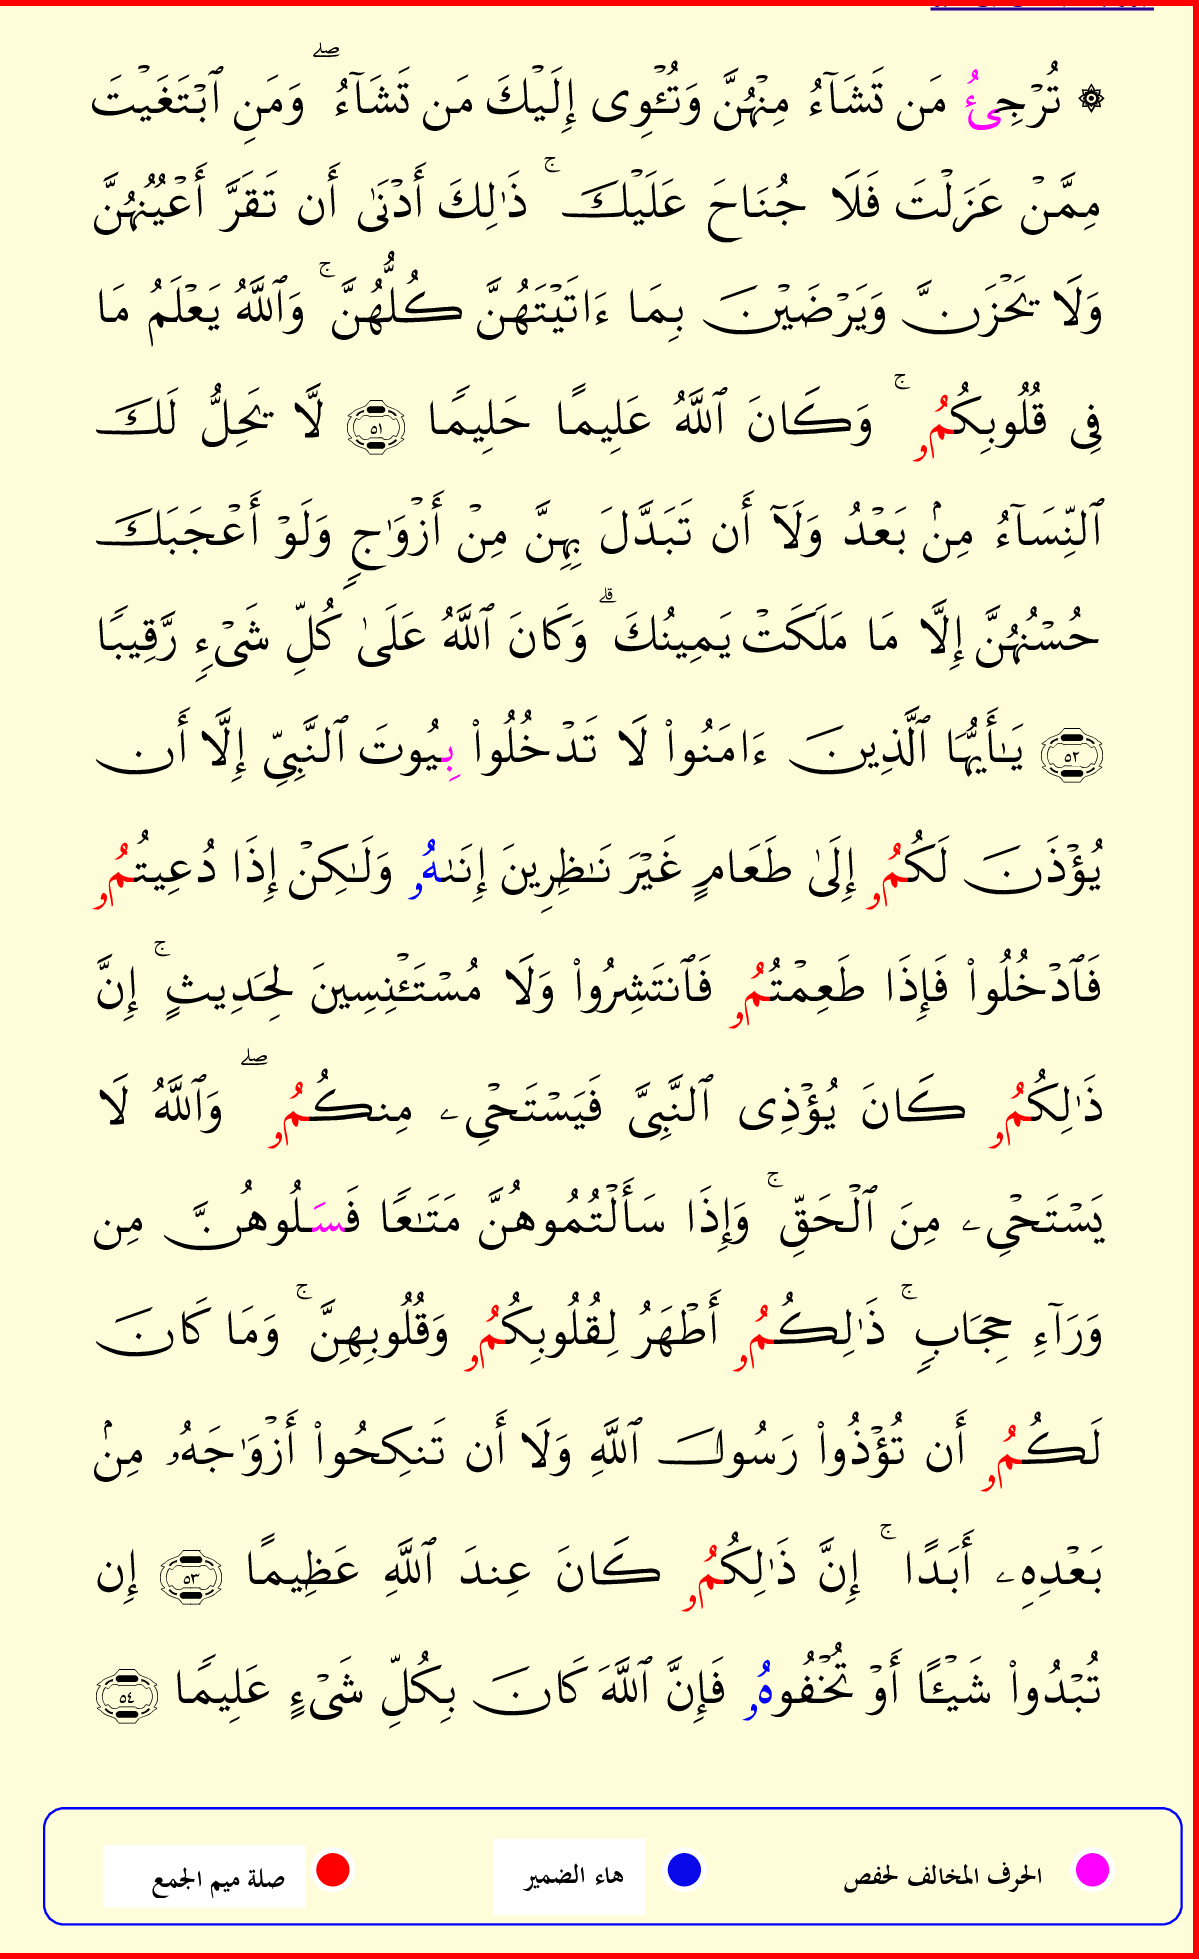 ۞ تُرۡجِئُ مَن تَشَآءُ مِنۡهُنَّ وَتُـٔۡوِی إِلَيۡكَ مَن تَشَآءُۖ وَمَنِ ٱبۡتَغَيۡتَ
مِمَّنۡ عَزَلۡتَ فَلَا جُنَاحَ عَلَيۡكَۚ ذَٰلِكَ أَدۡنَىٰ أَن تَقَرَّ أَعۡيُنُهُنَّ
وَلَا يَحۡزَنَّ وَيَرۡضَيۡنَ بِمَا ءَاتَيۡتَهُنَّ كُلُّهُنَّۚ وَٱللَّهُ يَعۡلَمُ مَا
فِی قُلُوبِكُمُۥۚ وَكَانَ ٱللَّهُ عَلِيمًا حَلِيمًا ٥١ لَّا يَحِلُّ لَكَ
ٱلنِّسَآءُ مِنۢ بَعۡدُ وَلَآ أَن تَبَدَّلَ بِهِنَّ مِنۡ أَزۡوَٰجٍ وَلَوۡ أَعۡجَبَكَ
حُسۡنُهُنَّ إِلَّا مَا مَلَكَتۡ يَمِينُكَۗ وَكَانَ ٱللَّهُ عَلَىٰ كُلِّ شَیۡءٍ رَّقِيبًا
٥٢ يَـٰٓأَيُّهَا ٱلَّذِينَ ءَامَنُواْ لَا تَدۡخُلُواْ بِيُوتَ ٱلنَّبِیِّ إِلَّا أَن
يُؤۡذَنَ لَكُمُۥ إِلَىٰ طَعَامٍ غَيۡرَ نَـٰظِرِينَ إِنَىٰهُۥ وَلَـٰكِنۡ إِذَا دُعِيتُمُۥ
فَٱدۡخُلُواْ فَإِذَا طَعِمۡتُمُۥ فَٱنتَشِرُواْ وَلَا مُسۡتَـٔۡنِسِينَ لِحَدِيثٍۚ إِنَّ
ذَٰلِكُمُۥ كَانَ يُؤۡذِی ٱلنَّبِیَّ فَيَسۡتَحۡیِۦ مِنكُمُۥۖ وَٱللَّهُ لَا
يَسۡتَحۡیِۦ مِنَ ٱلۡحَقِّۚ وَإِذَا سَأَلۡتُمُوهُنَّ مَتَـٰعًا فَسَلُوهُنَّ مِن
وَرَآءِ حِجَابٍۚ ذَٰلِكُمُۥ أَطۡهَرُ لِقُلُوبِكُمُۥ وَقُلُوبِهِنَّۚ وَمَا كَانَ
لَكُمُۥ أَن تُؤۡذُواْ رَسُولَ ٱللَّهِ وَلَا أَن تَنكِحُواْ أَزۡوَٰجَهُۥ مِنۢ
بَعۡدِهِۦ أَبَدًاۚ إِنَّ ذَٰلِكُمُۥ كَانَ عِندَ ٱللَّهِ عَظِيمًا ٥٣ إِن
تُبۡدُواْ شَيۡـًٔا أَوۡ تُخۡفُوهُۥ فَإِنَّ ٱللَّهَ كَانَ بِكُلِّ شَیۡءٍ عَلِيمًا ٥٤
الحرف المخالف لحفص هاء الضمير صلة ميم الجمع